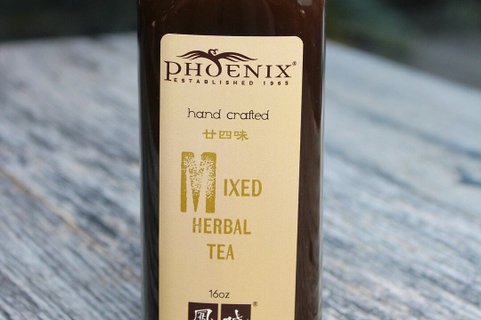 PHOENIX®
ESTABLISHED 1965
hand crafted
廿四味
MIXED
HERBAL
TEA
16oz
®